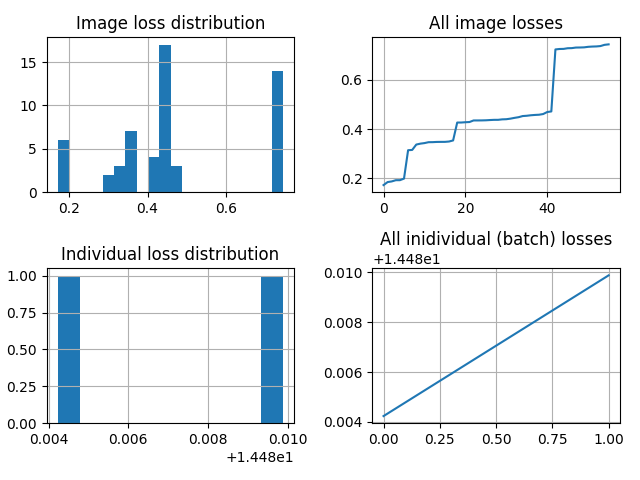 Image loss distribution
15
10
5
0
0.2 0.4 0.6
All image losses
0.6
0.4
0.2
0 20 40
Individual loss distribution
1.00
0.75
0.50
0.25
0.00
0.004 0.006 0.008 0.010
+1.448e1
All inidividual (batch) losses
+1.448e1
0.010
0.008
0.006
0.004
0.00 0.25 0.50 0.75 1.00